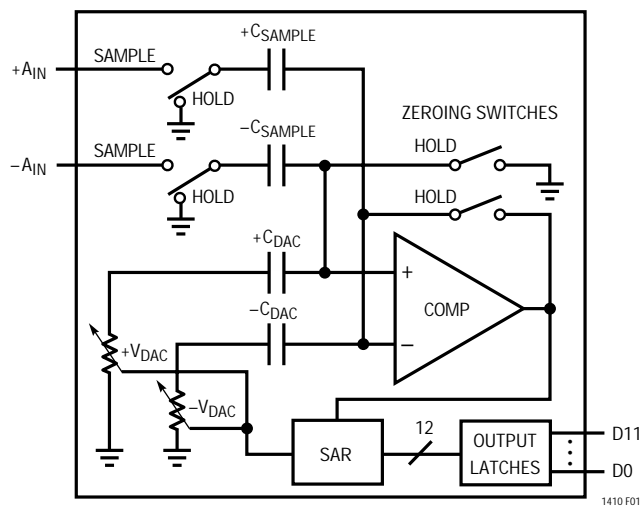 +CSAMPLE
+AIN
SAMPLE
HOLD
ZEROING SWITCHES
-CSAMPLE
HOLD
-AIN
SAMPLE
HOLD
HOLD
+CDAC
+
COMP
-CDAC
-
+VDAC
-VDAC
12
D11
SAR
OUTPUT
LATCHES
D0
1410 F01